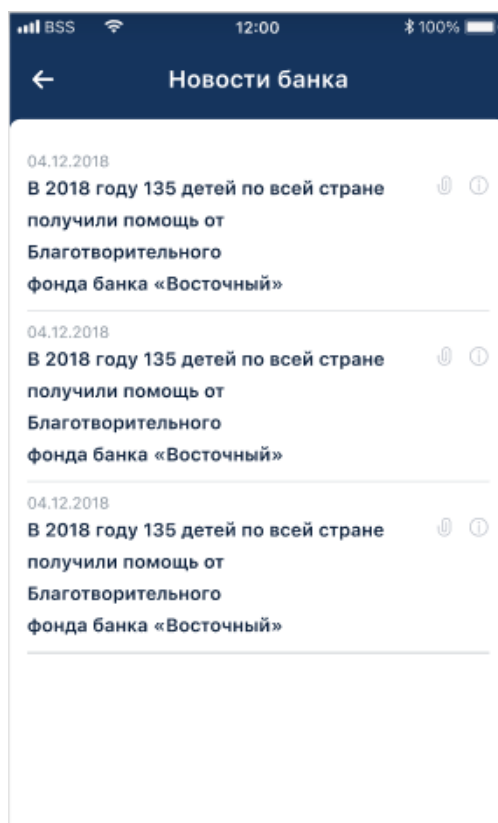 BSS 12:00 100%
Новости банка
04.12.2018
В 2018 году 135 детей по всей стране
получили помощь от
Благотворительного
фонда банка «Восточный»
04.12.2018
В 2018 году 135 детей по всей стране
получили помощь от
Благотворительного
фонда банка «Восточный»
04.12.2018
В 2018 году 135 детей по всей стране
получили помощь от
Благотворительного
фонда банка «Восточный»